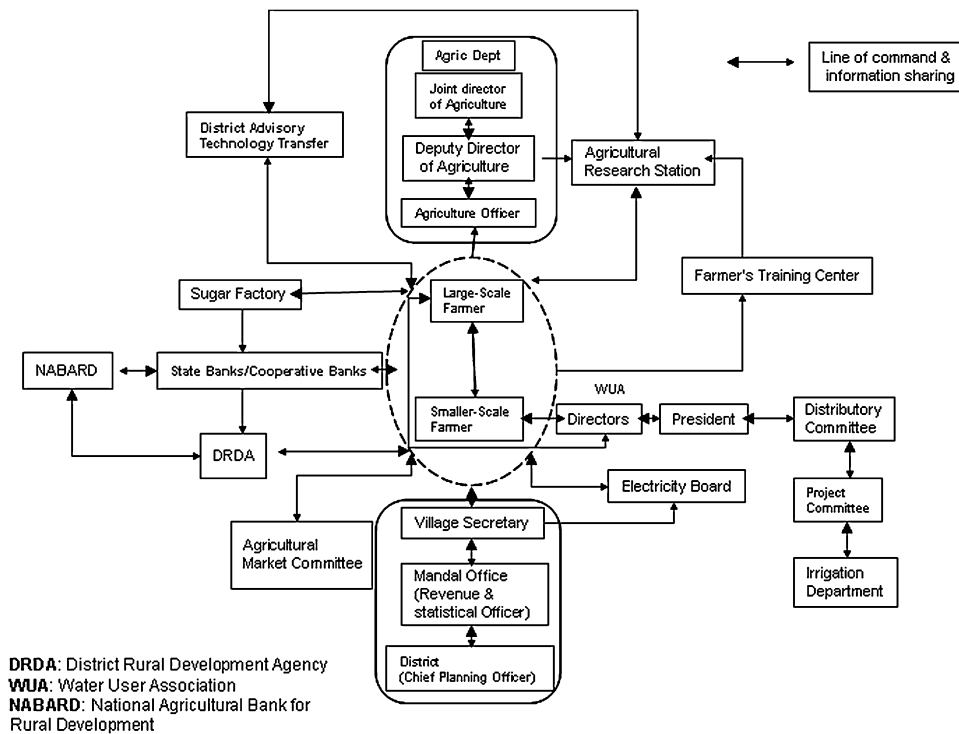 Agric Dept
Joint director
of Agriculture
Line of command &
information sharing
District Advisory
Technology Transfer
Deputy Director
of Agriculture
Agricultural
Research Station
Agriculture Officer
Farmer's Training Center
Sugar Factory
Large-Scale
Farmer
NABARD
State Banks/Cooperative Banks
WUA
Smaller-Scale
Farmer
Directors
President
Distributory
Committee
DRDA
Electricity Board
Project
Committee
Village Secretary
Agricultural
Market Committee
Mandal Office
(Revenue &
statistical Officer)
Irrigation
Department
District
(Chief Planning Officer)
DRDA: District Rural Development Agency
WUA: Water User Association
NABARD: National Agricultural Bank for
Rural Development